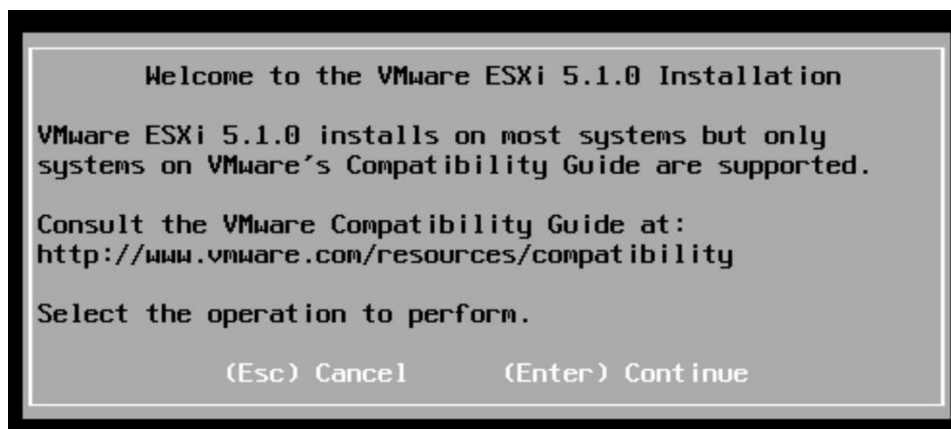 Welcome to the VMware ESXi 5.1.0 Installation
VMware ESXi 5.1.0 installs on most systems but only
systems on VMware's Compatibility Guide are supported.
Consult the VMware Compatibility Guide at:
http://www.vmware.com/resources/compatibility
Select the operation to perform.
(Esc) Cancel (Enter) Continue